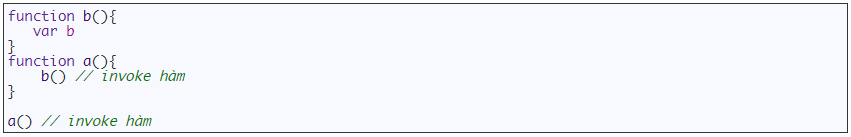 function b(){
   var b
}
function a(){
    b() // invoke hàm
}

a() // invoke hàm